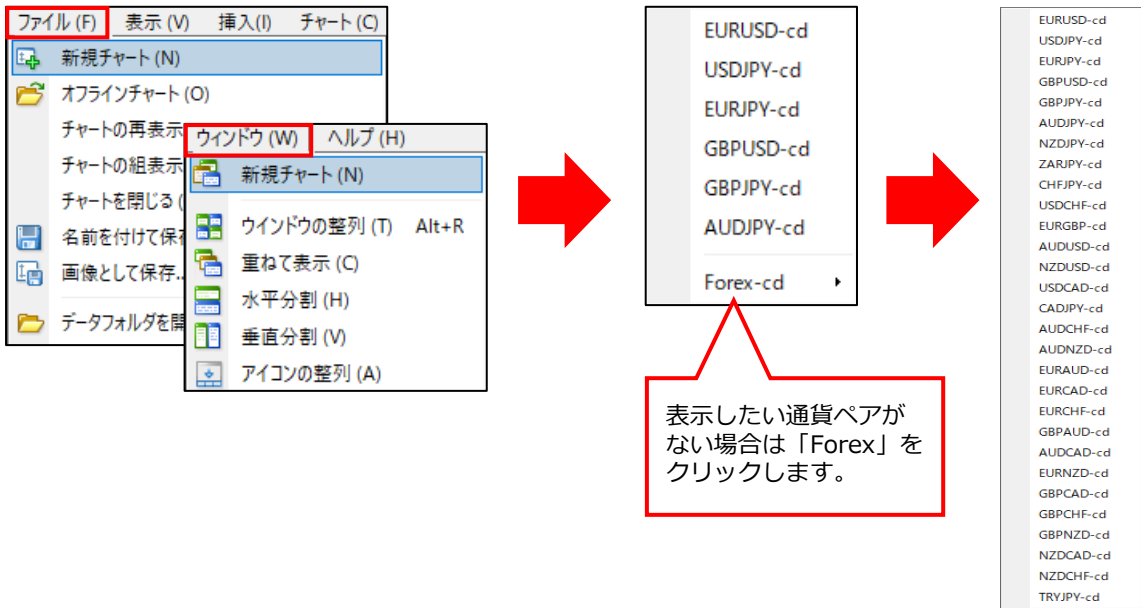 ファイル (F) 表示 (V) 挿入(I) チャート (C)
新規チャート (N)
オフラインチャート (O)
チャートの再表示
チャートの組表示
チャートを閉じる (
名前を付けて保存
画像として保存..
データフォルダを開
ウィンドウ (W) ヘルプ (H)
新規チャート (N)
ウインドウの整列 (T) Alt+R
重ねて表示 (C)
水平分割 (H)
垂直分割 (V)
アイコンの整列 (A)
EURUSD-cd
USDJPY-cd
EURJPY-cd
GBPUSD-cd
GBPJPY-cd
AUDJPY-cd
Forex-cd
表示したい通貨ペアが
ない場合は「Forex」を
クリックします。
EURUSD-cd
USDJPY-cd
EURJPY-cd
GBPUSD-cd
GBPJPY-cd
AUDJPY-cd
NZDJPY-cd
ZARJPY-cd
CHFJPY-cd
USDCHF-cd
EURGBP-cd
AUDUSD-cd
NZDUSD-cd
USDCAD-cd
CADJPY-cd
AUDCHF-cd
AUDNZD-cd
EURAUD-cd
EURCAD-cd
EURCHF-cd
GBPAUD-cd
AUDCAD-cd
EURNZD-cd
GBPCAD-cd
GBPCHF-cd
GBPNZD-cd
NZDCAD-cd
NZDCHF-cd
TRYJPY-cd